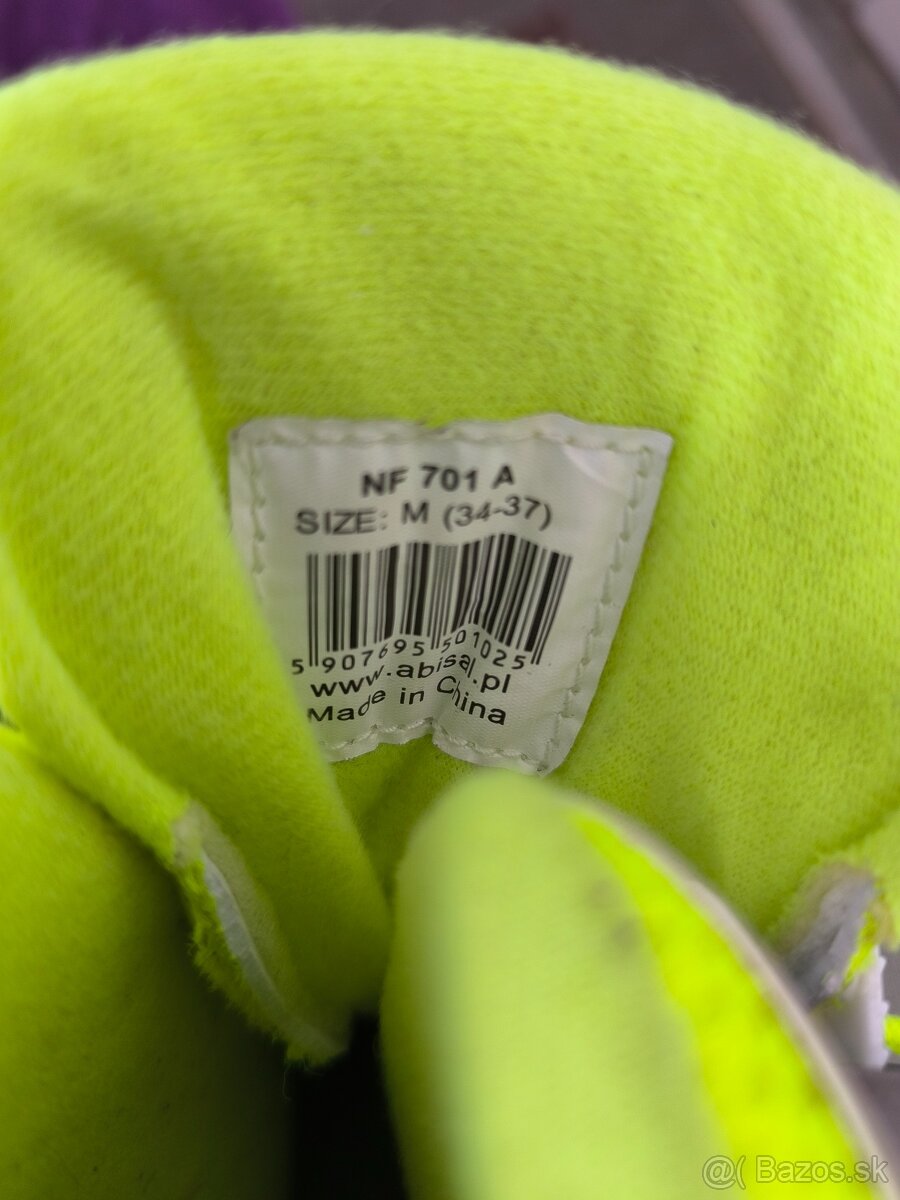 NF 701 A
SIZE: M (34-37)
5 907695 501025
www.abisal.pl
Made in China
@( Bazos.sk